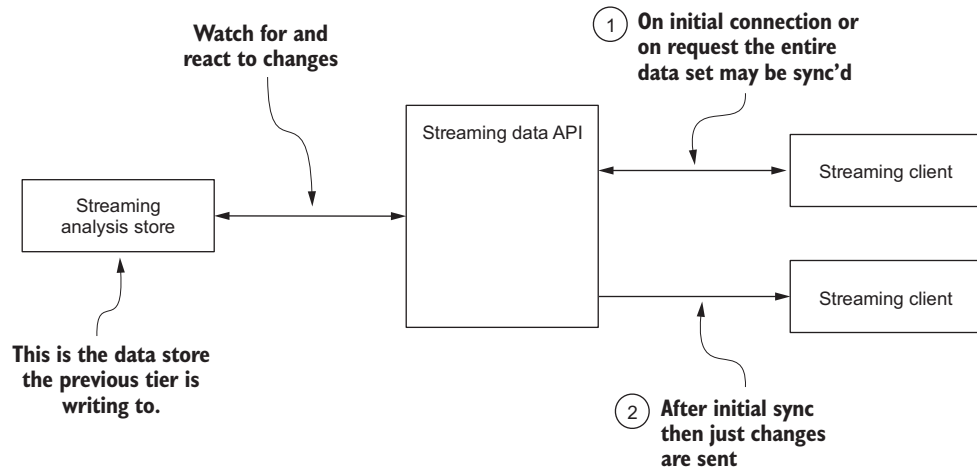 Watch for and
react to changes
1
On initial connection or
on request the entire
data set may be sync’d
Streaming data API
Streaming client
Streaming
analysis store
Streaming client
This is the data store
the previous tier is
writing to.
2
After initial sync
then just changes
are sent